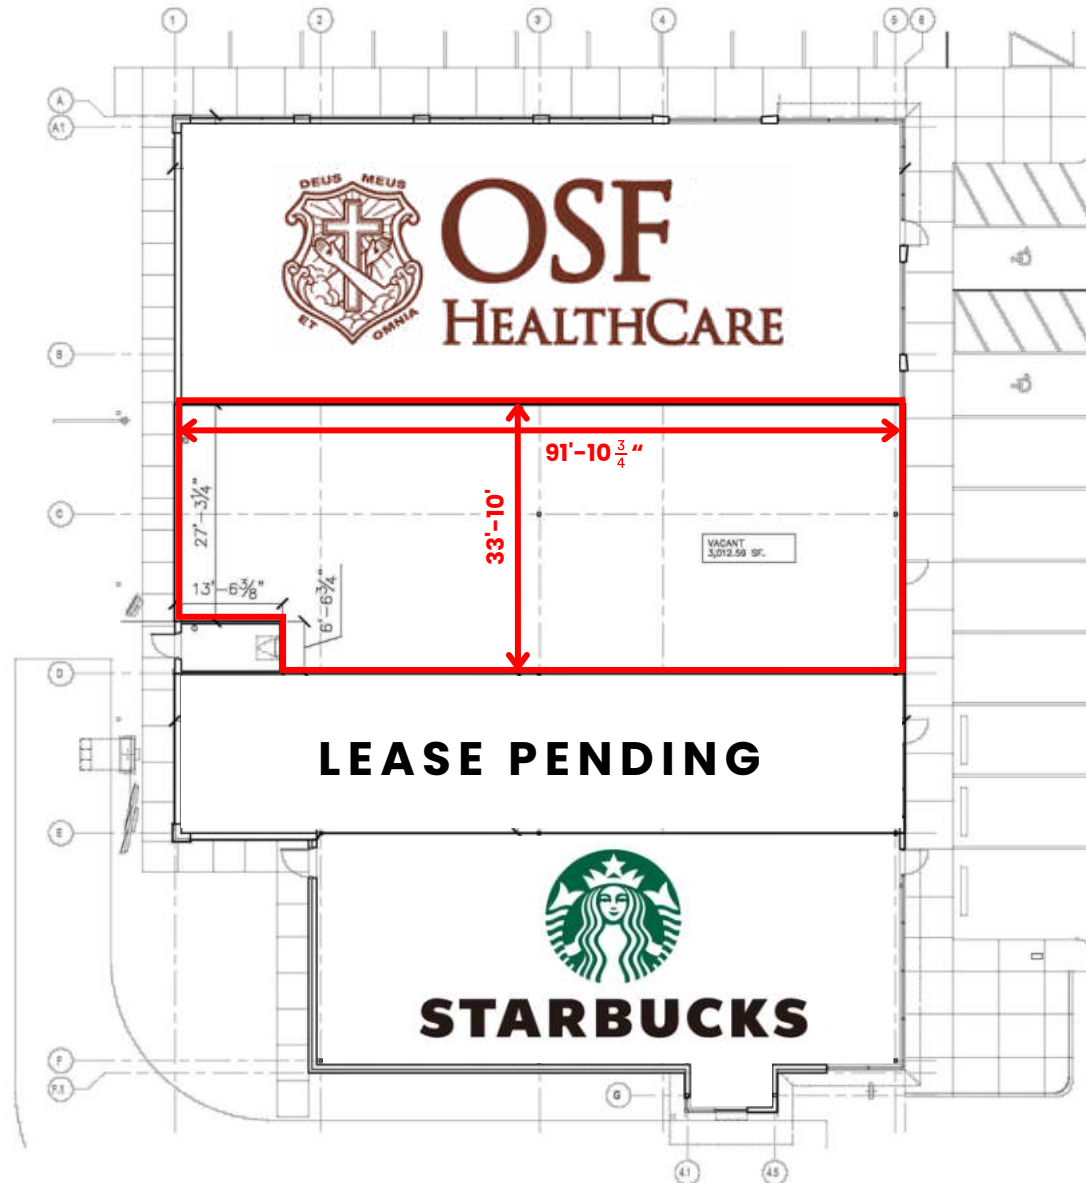 1
2
3
4
5
6
A
A1
DEUS MEUS
ET OMNIA
OSF
HEALTHCARE
B
91'-10 3/4 “
27'-3 1/4"
33'-10'
C
VACANT
3,012.59 SF.
13'-6 3/8"
6'-6 3/4"
D
LEASE PENDING
E
STARBUCKS
F
F.1
G
4.1
4.5